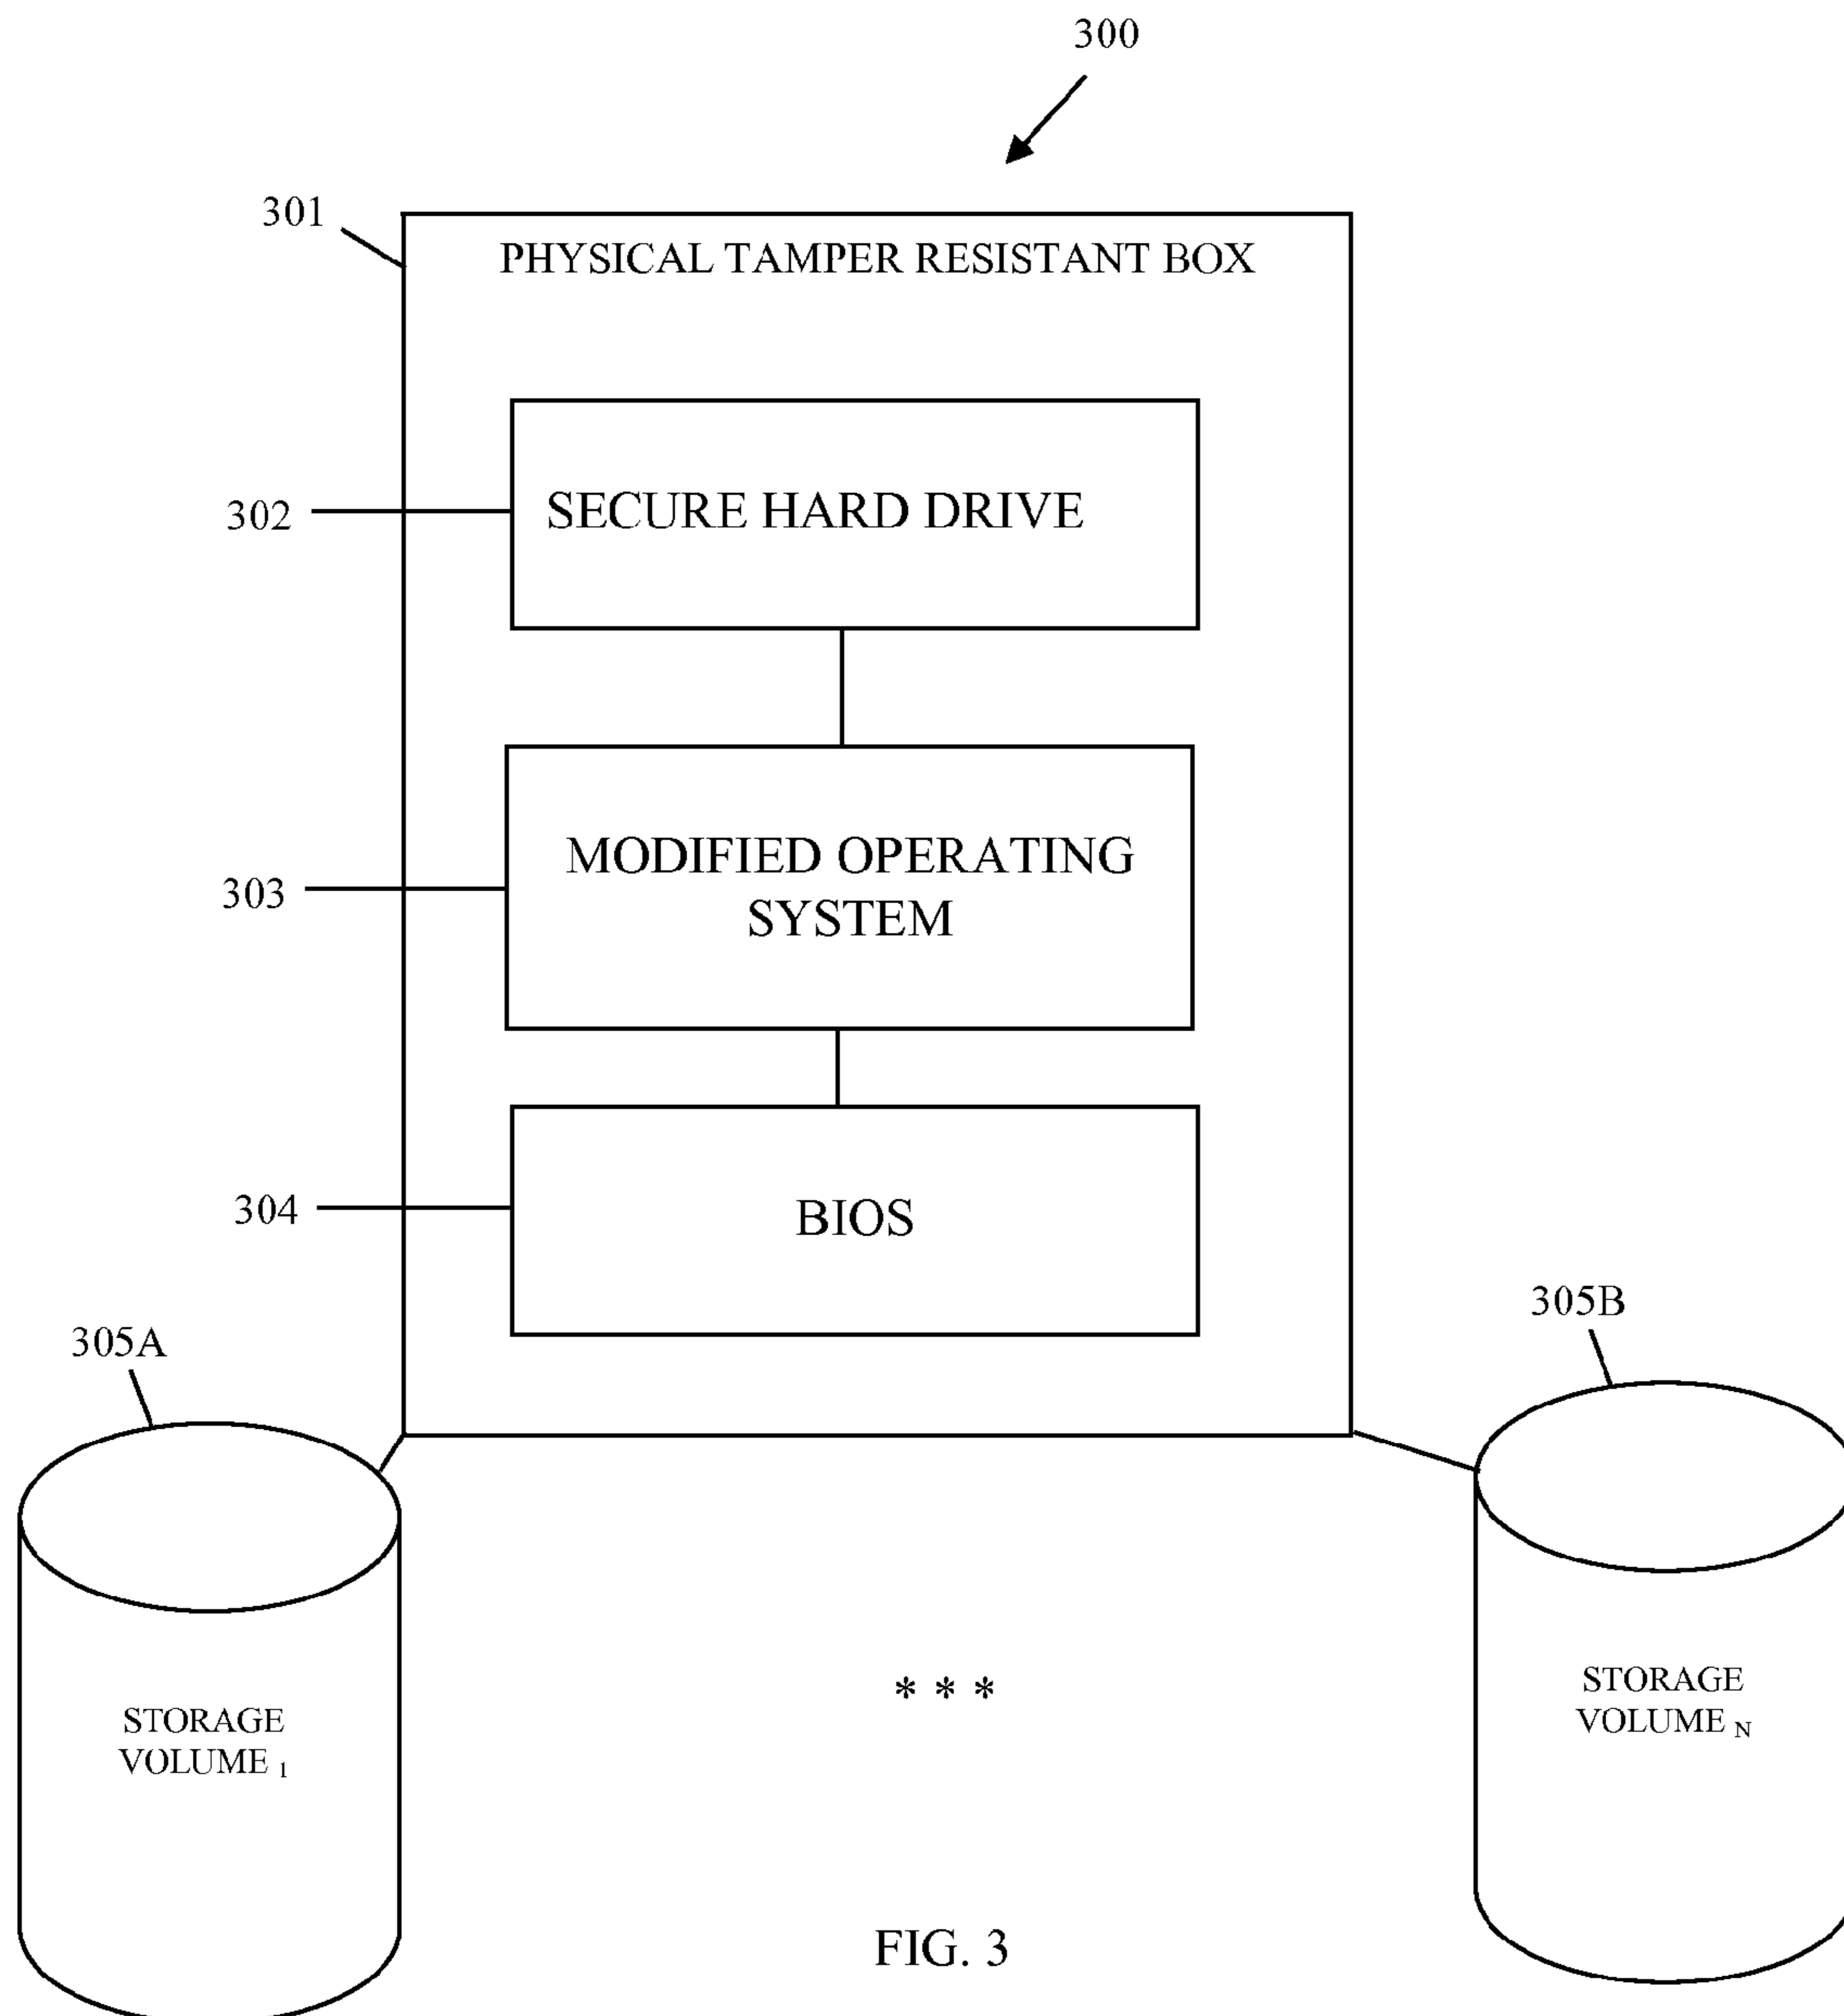 300
301
PHYSICAL TAMPER RESISTANT BOX
302
SECURE HARD DRIVE
303
MODIFIED OPERATING
SYSTEM
304
BIOS
305A
305B
STORAGE
VOLUME 1
* * *
STORAGE
VOLUME N
FIG. 3